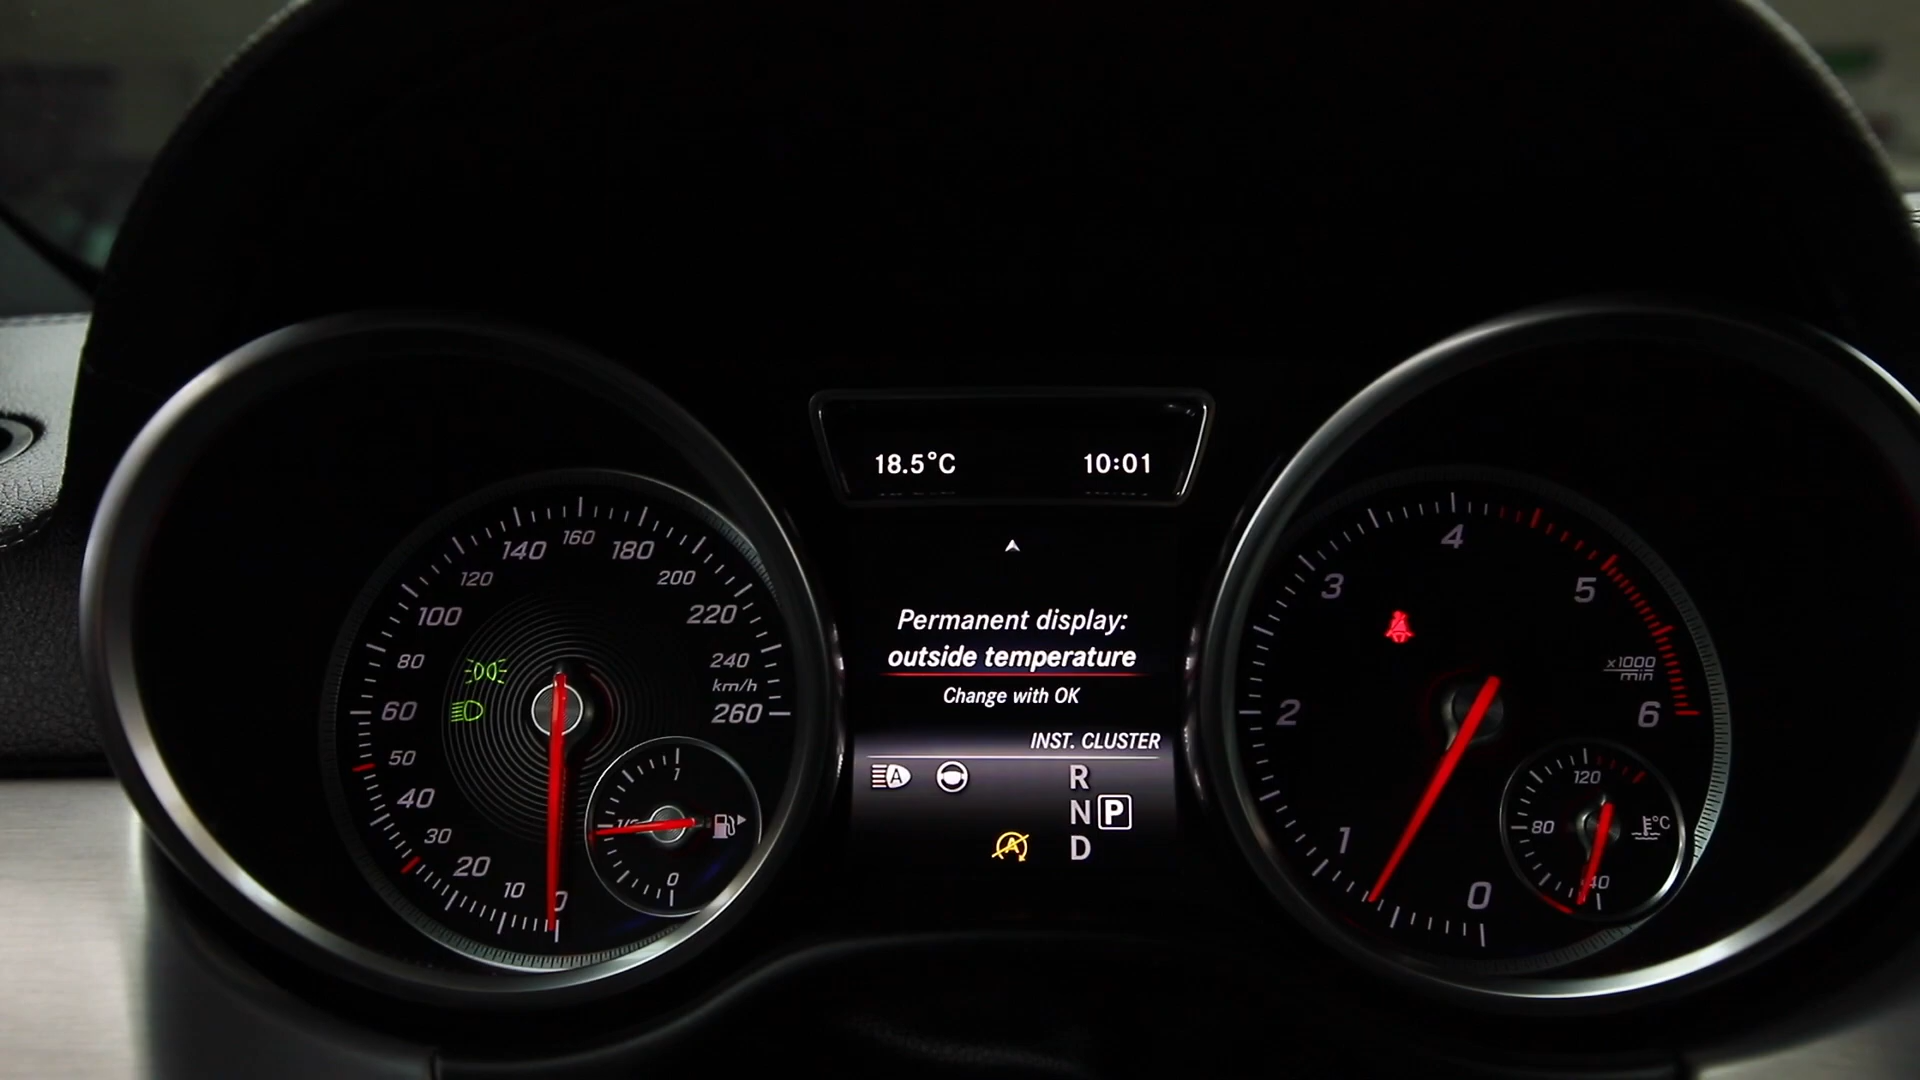 18.5°C 10:01
Permanent display:
outside temperature
Change with OK
INST. CLUSTER
A
R
N P
A
D
0
10
20
30
40
50
60
80
100
120
140
160
180
200
220
240
km/h
260
1
0
0
1
2
3
4
5
6
x1000
min
120
80
40
°C